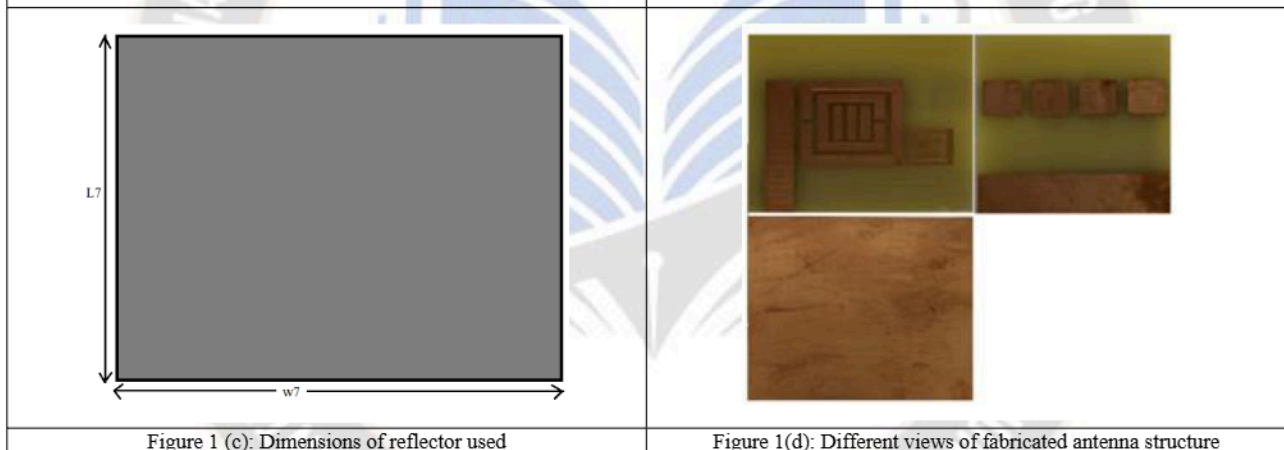 L7
w7
Figure 1 (c): Dimensions of reflector used
Figure 1(d): Different views of fabricated antenna structure